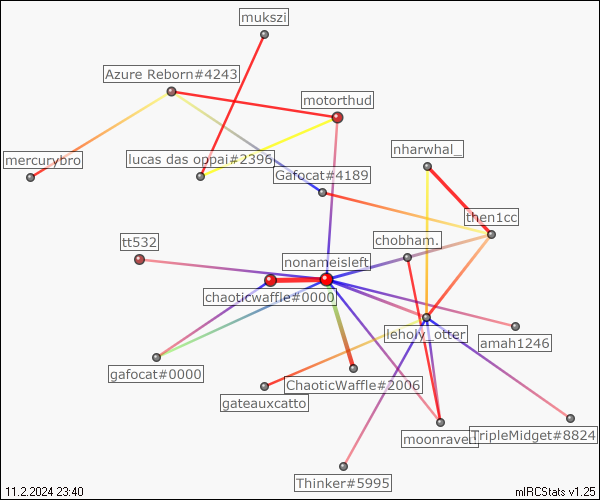 mukszi
Azure Reborn#4243
motorthud
nharwhal_
mercurybro
lucas das oppai#2396
Gafocat#4189
then1cc
tt532
chobham.
nonameisleft
chaoticwaffle#0000
leholy_otter
amah1246
gafocat#0000
ChaoticWaffle#2006
gateauxcatto
moonraven
TripleMidget#8824
Thinker#5995
11.2.2024 23:40
mIRCStats v1.25